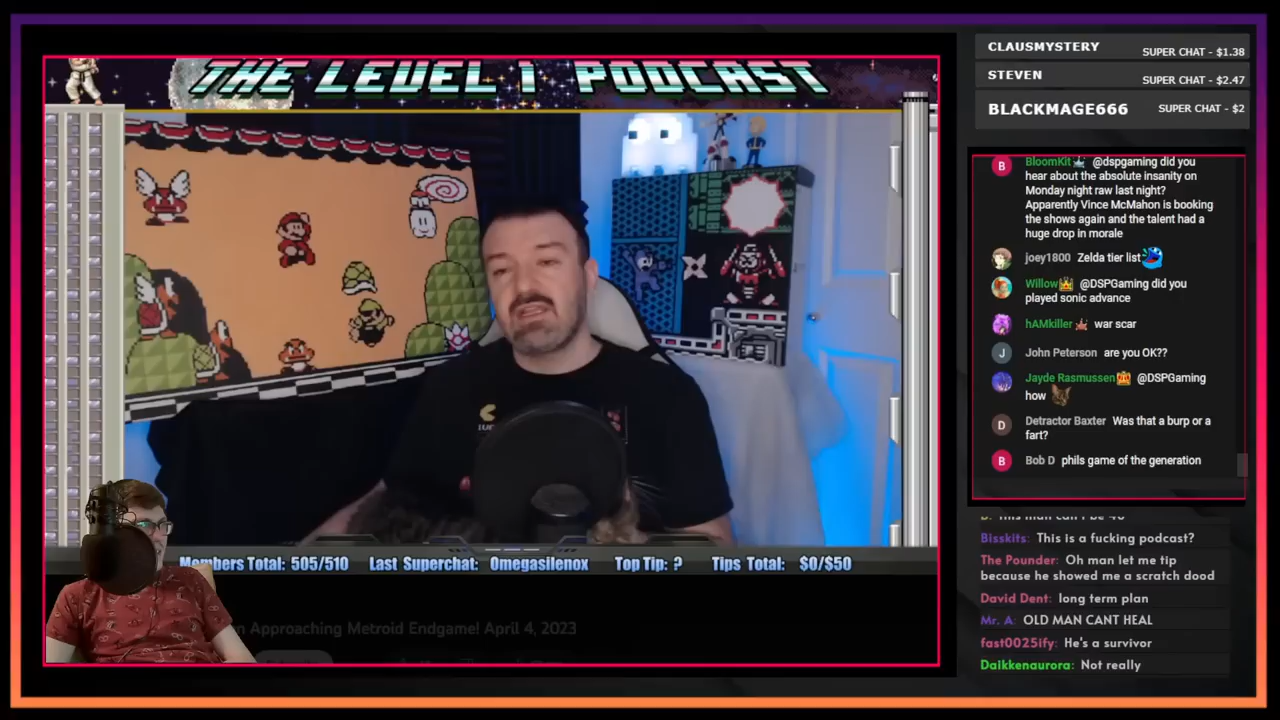 THE LEVEL 1 PODCAST
Members Total: 505/510 Last Superchat: Omegasilenox Top Tip: ? Tips Total: $0/$50
Approaching Metroid Endgame! April 4, 2023
CLAUSMYSTERY SUPER CHAT - $1.38
STEVEN SUPER CHAT - $2.47
BLACKMAGE666 SUPER CHAT - $2
B
BloomKit @dspgaming did you
hear about the absolute insanity on
Monday night raw last night?
Apparently Vince McMahon is booking
the shows again and the talent had a
huge drop in morale
joey1800 Zelda tier list
Willow @DSPGaming did you
played sonic advance
hAMkiller war scar
J
John Peterson are you OK??
Jayde Rasmussen @DSPGaming
how
D
Detractor Baxter Was that a burp or a
fart?
B
Bob D phils game of the generation
Bisskits: This is a fucking podcast?
The Pounder: Oh man let me tip
because he showed me a scratch dood
David Dent: long term plan
Mr. A: OLD MAN CANT HEAL
fast0025ify: He's a survivor
Daikkenaurora: Not really